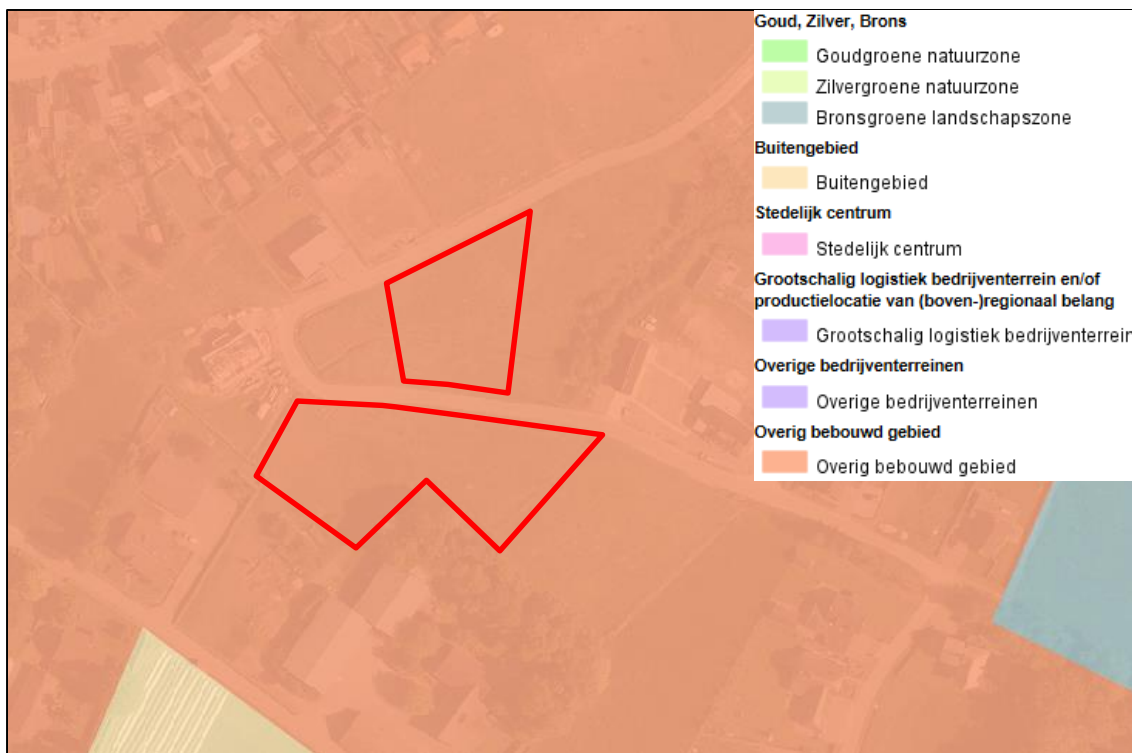 Goud, Zilver, Brons
Goudgroene natuurzone
Zilvergroene natuurzone
Bronsgroene landschapszone
Buitengebied
Buitengebied
Stedelijk centrum
Stedelijk centrum
Grootschalig logistiek bedrijventerrein en/of
productielocatie van (boven-)regionaal belang
Grootschalig logistiek bedrijventerrein
Overige bedrijventerreinen
Overige bedrijventerreinen
Overig bebouwd gebied
Overig bebouwd gebied